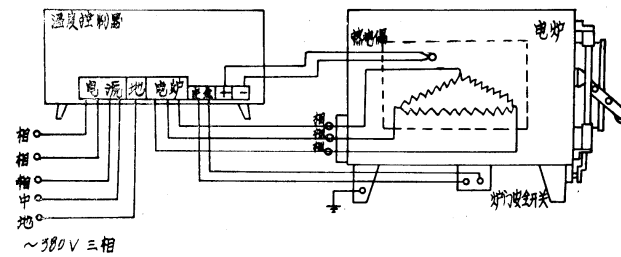 温度控制器
热电偶
电炉
电源 地 电炉 + -
相
相
相
相
相
相
中
地
炉门安全开关
~380V 三相